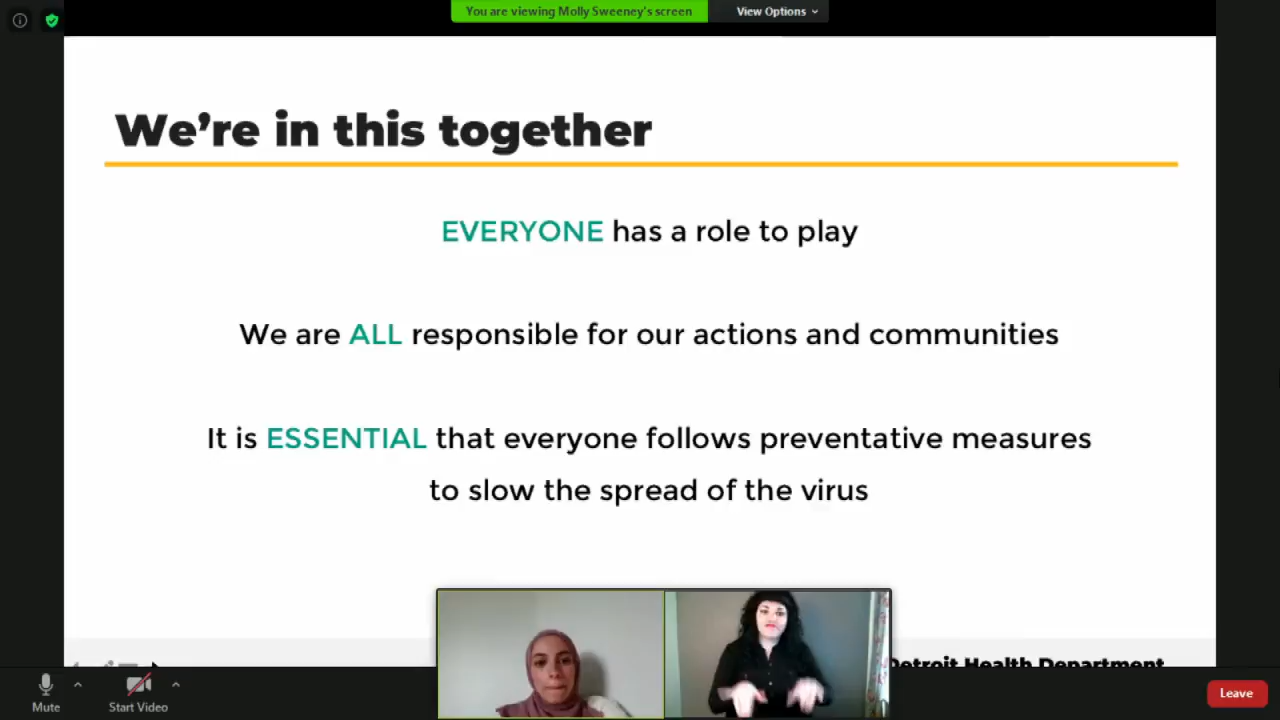 You are viewing Molly Sweeney's screen
View Options
We're in this together
EVERYONE has a role to play
We are ALL responsible for our actions and communities
It is ESSENTIAL that everyone follows preventative measures
to slow the spread of the virus
Detroit Health Department
Mute
Start Video
Leave